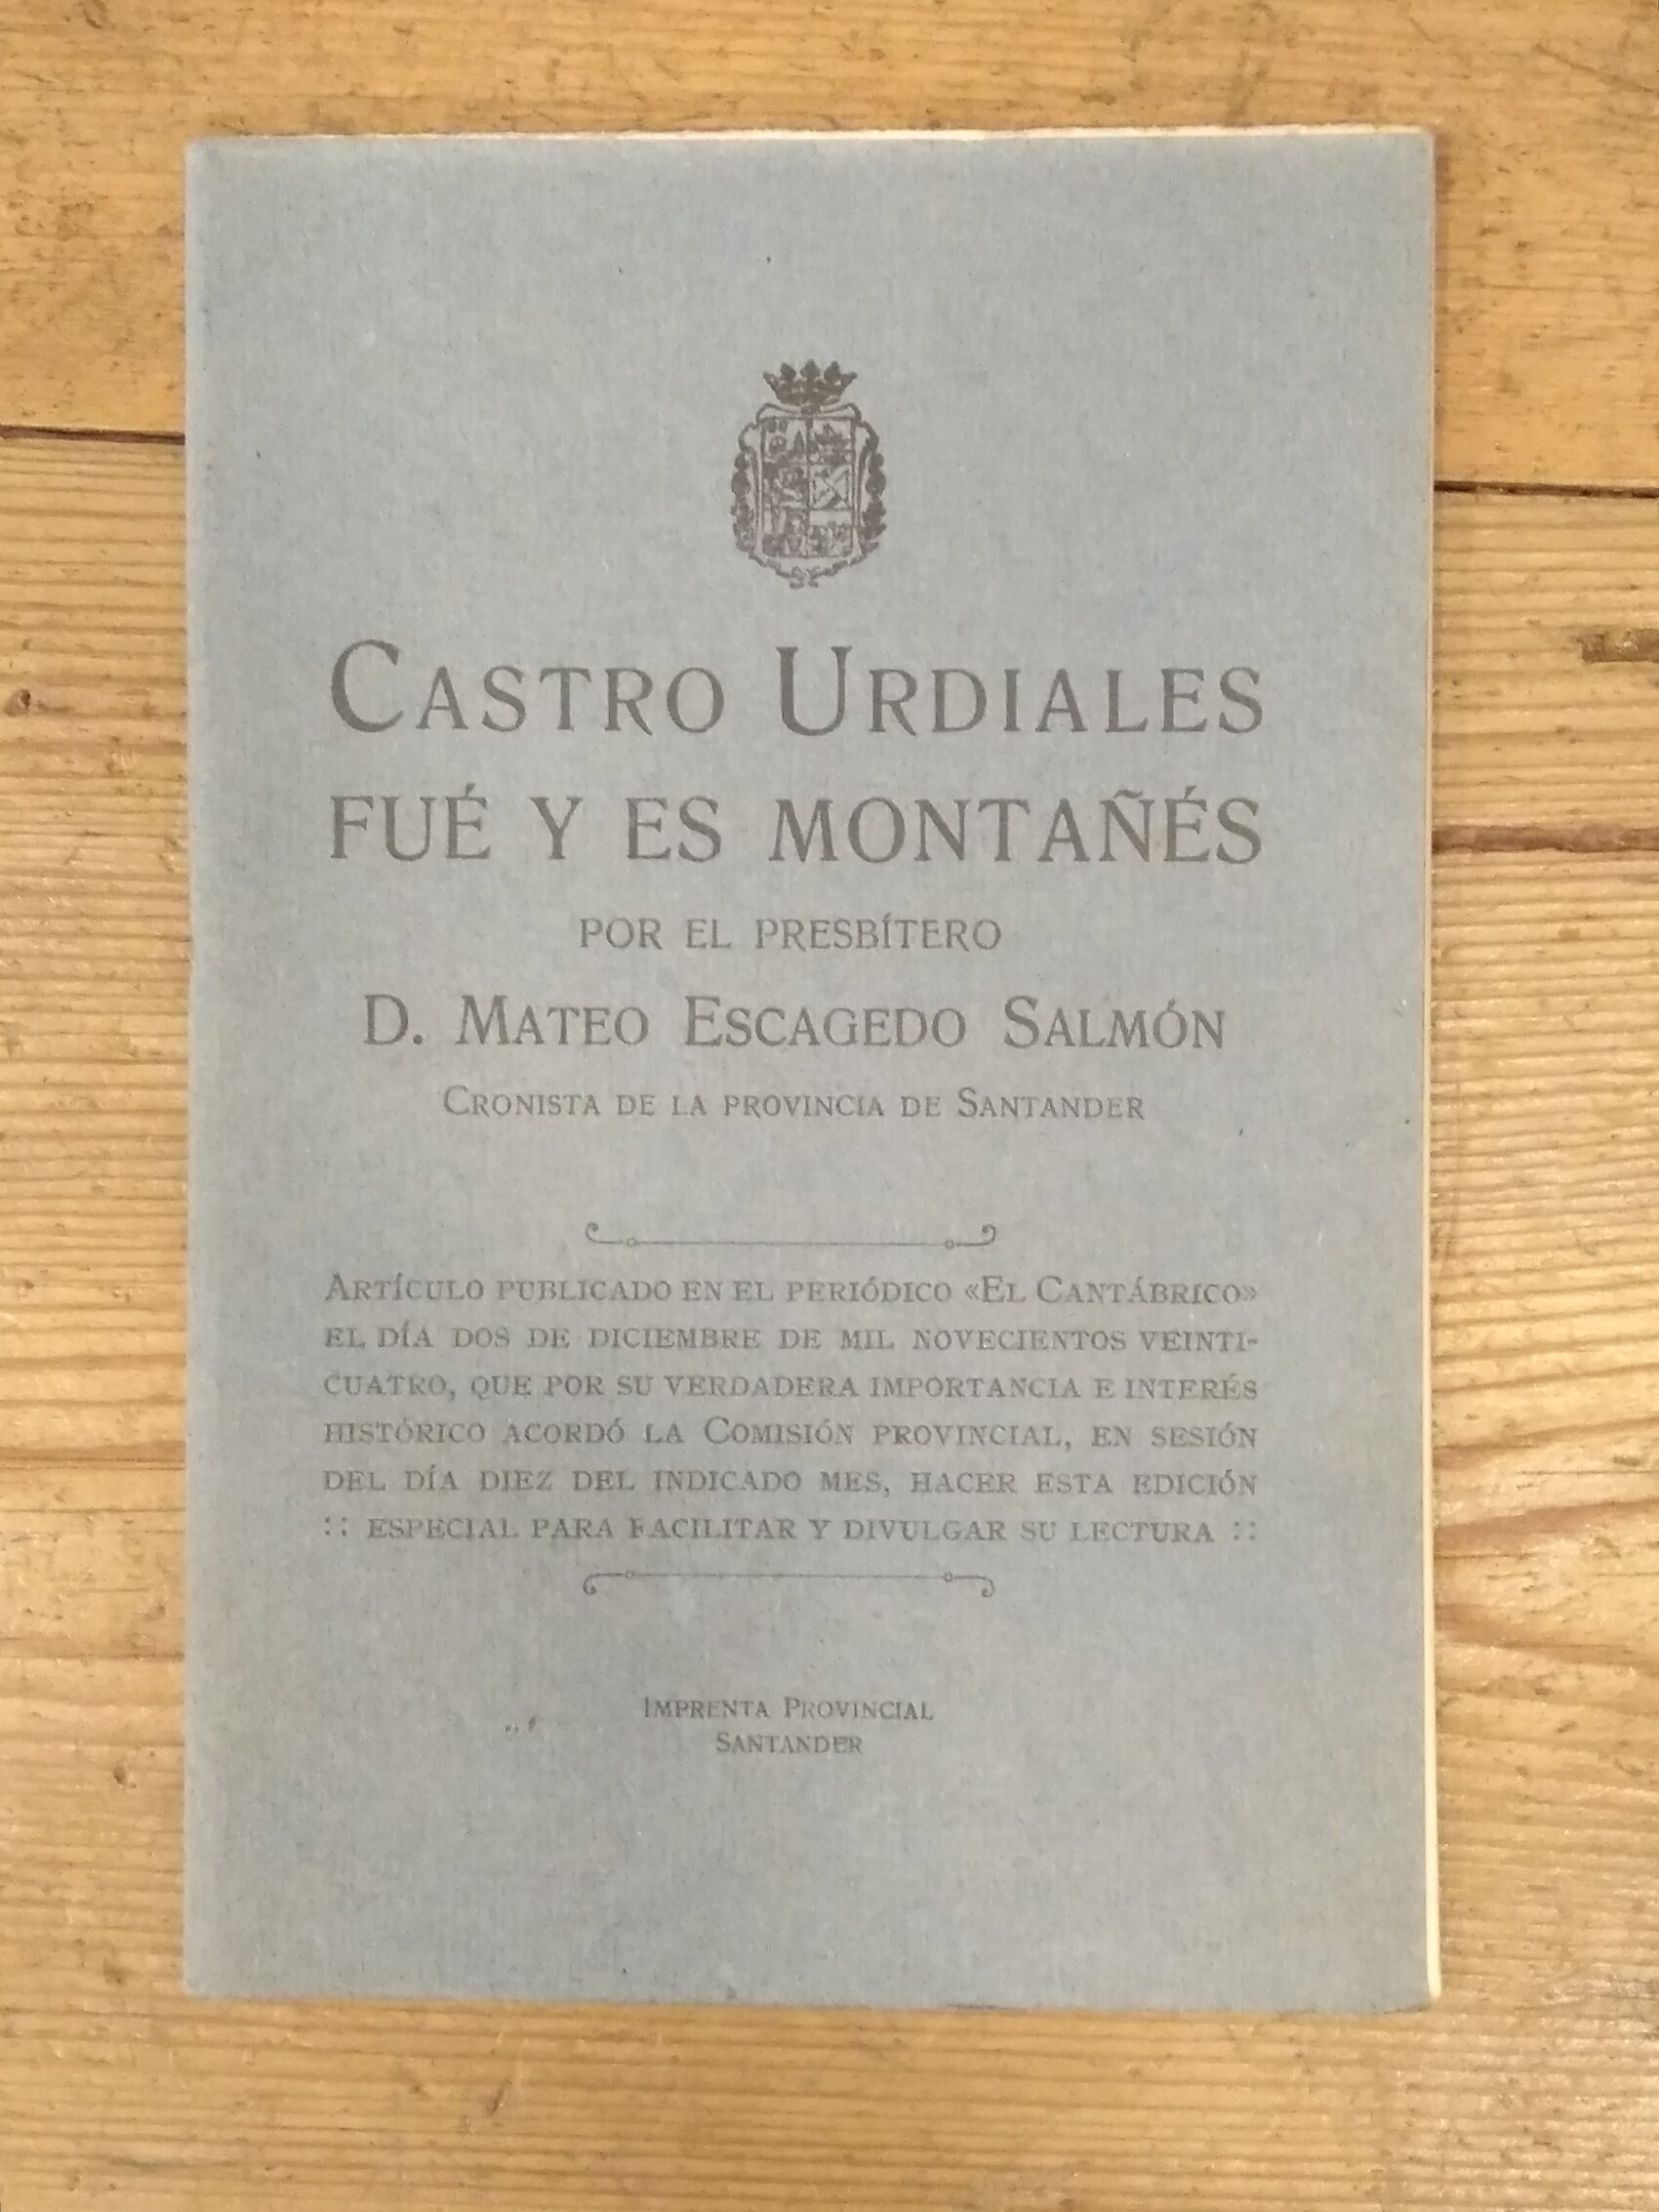 CASTRO URDIALES
FUÉ Y ES MONTAÑÉS
POR EL PRESBÍTERO
D. MATEO ESCAGEDO SALMÓN
CRONISTA DE LA PROVINCIA DE SANTANDER
ARTÍCULO PUBLICADO EN EL PERIÓDICO «EL CANTÁBRICO»
EL DÍA DOS DE DICIEMBRE DE MIL NOVECIENTOS VEINTI-
CUATRO, QUE POR SU VERDADERA IMPORTANCIA E INTERÉS
HISTÓRICO ACORDÓ LA COMISIÓN PROVINCIAL, EN SESIÓN
DEL DÍA DIEZ DEL INDICADO MES, HACER ESTA EDICIÓN
:: ESPECIAL PARA FACILITAR Y DIVULGAR SU LECTURA ::
IMPRENTA PROVINCIAL
SANTANDER